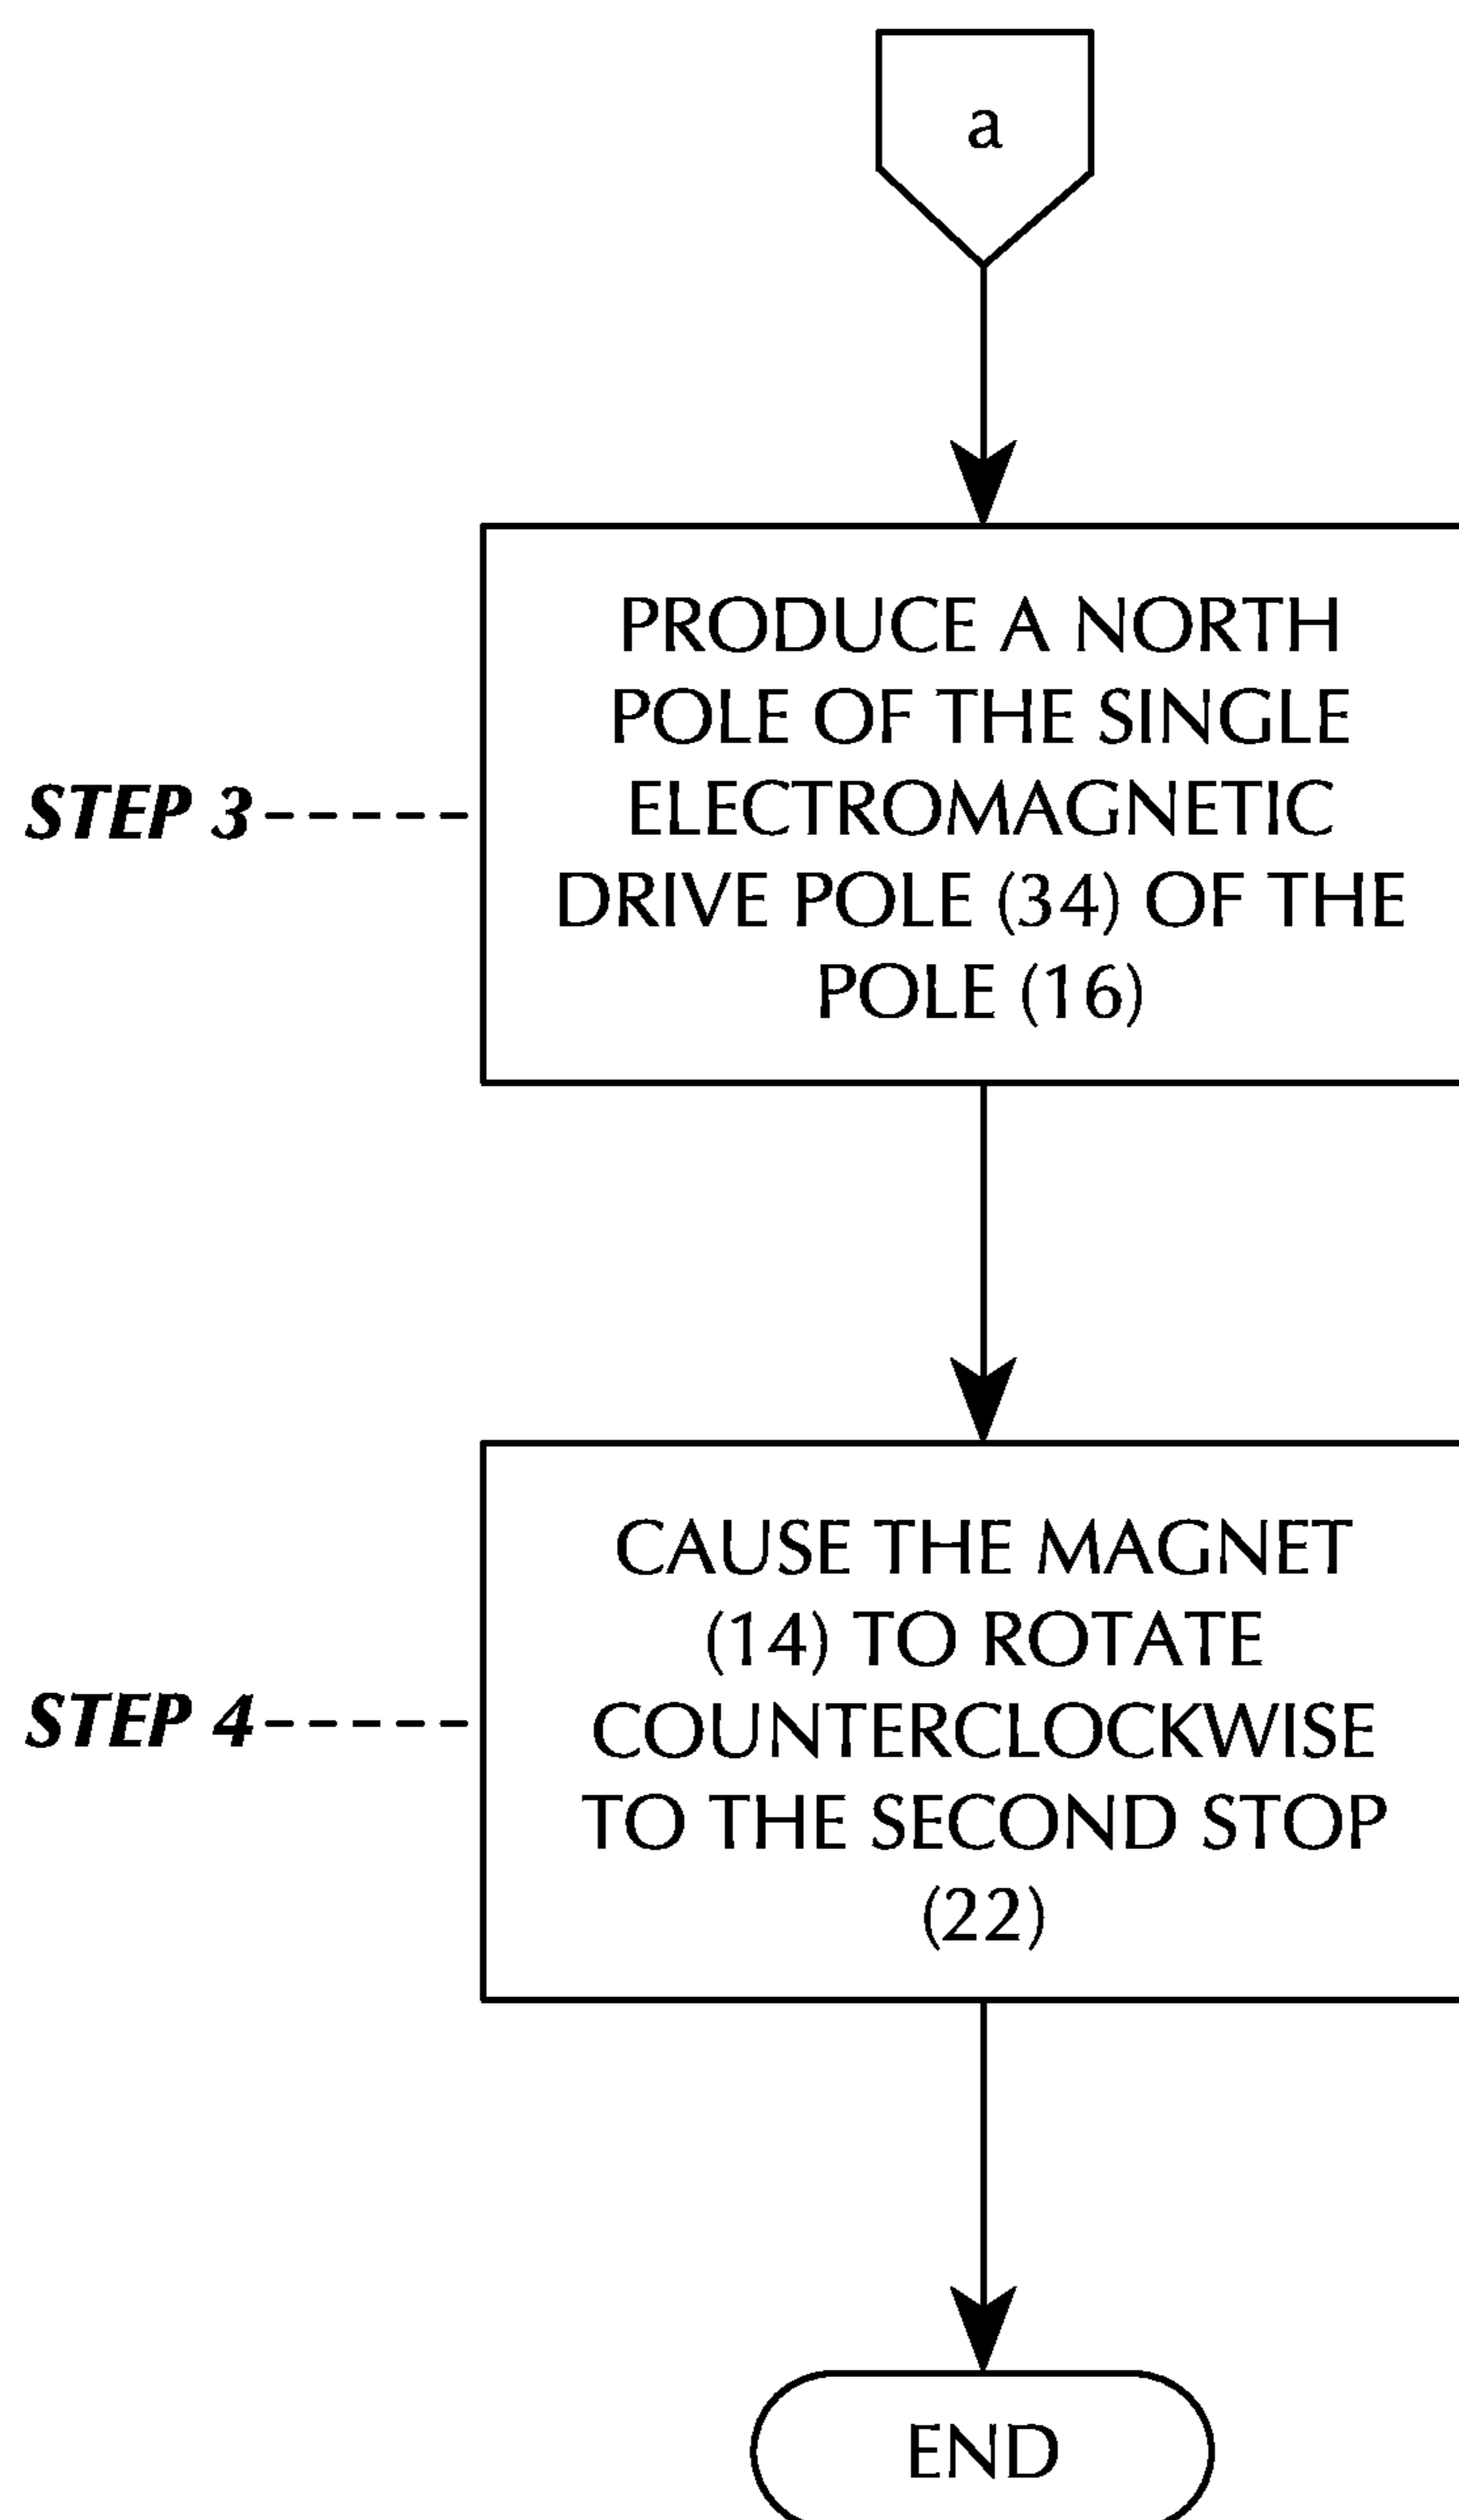 a
PRODUCE A NORTH
POLE OF THE SINGLE
ELECTROMAGNETIC
STEP 3
DRIVE POLE (34) OF THE
POLE (16)
CAUSE THE MAGNET
(14) TO ROTATE
STEP 4
COUNTERCLOCKWISE
TO THE SECOND STOP
(22)
END